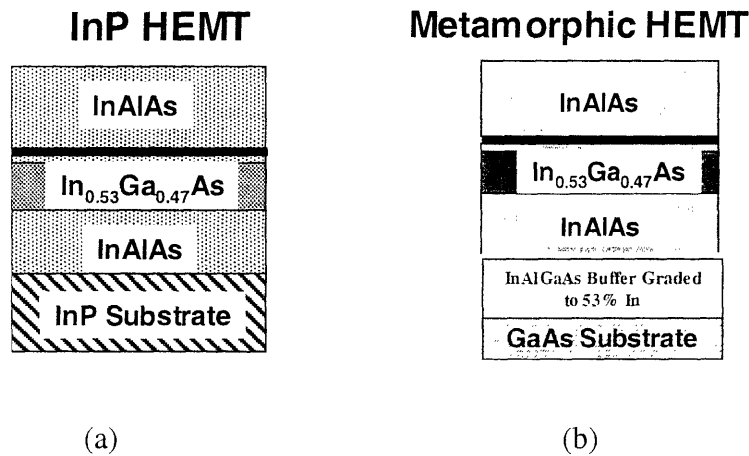 InP HEMT
InAlAs
In0.53Ga0.47As
InAlAs
InP Substrate
(a)
Metamorphic HEMT
InAlAs
In0.53Ga0.47As
InAlAs
InAlGaAs Buffer Graded
to 53% In
GaAs Substrate
(b)